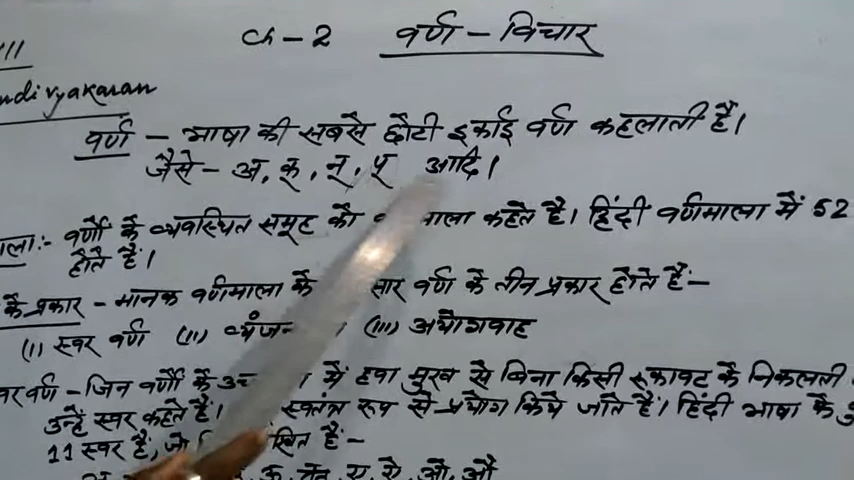 Ch - 2 वर्ण - विचार
III
ndi vyakaran
वर्ण - भाषा की सबसे छोटी इकाई वर्ण कहलाती है।
जैसे - अ, क्, न्, प् आदि।
ला :- वर्णों के व्यवस्थित समूह को माला कहते है। हिंदी वर्णमाला में 52
होते है।
के प्रकार - मानक वर्णमाला के सार वर्ण के तीन प्रकार होते हैं:-
(i) स्वर वर्ण (ii) व्यंजन (iii) अयोगवाह
वर्ण - जिन वर्णों के में हवा मुख से बिना किसी रूकावट के निकलती
उन्हें स्वर कहते है। स्वतंत्र रूप से प्रयोग किये जाते है। हिंदी भाषा के
11 स्वर हैं, जो हैं -
ए, ऐ, ओ, औ